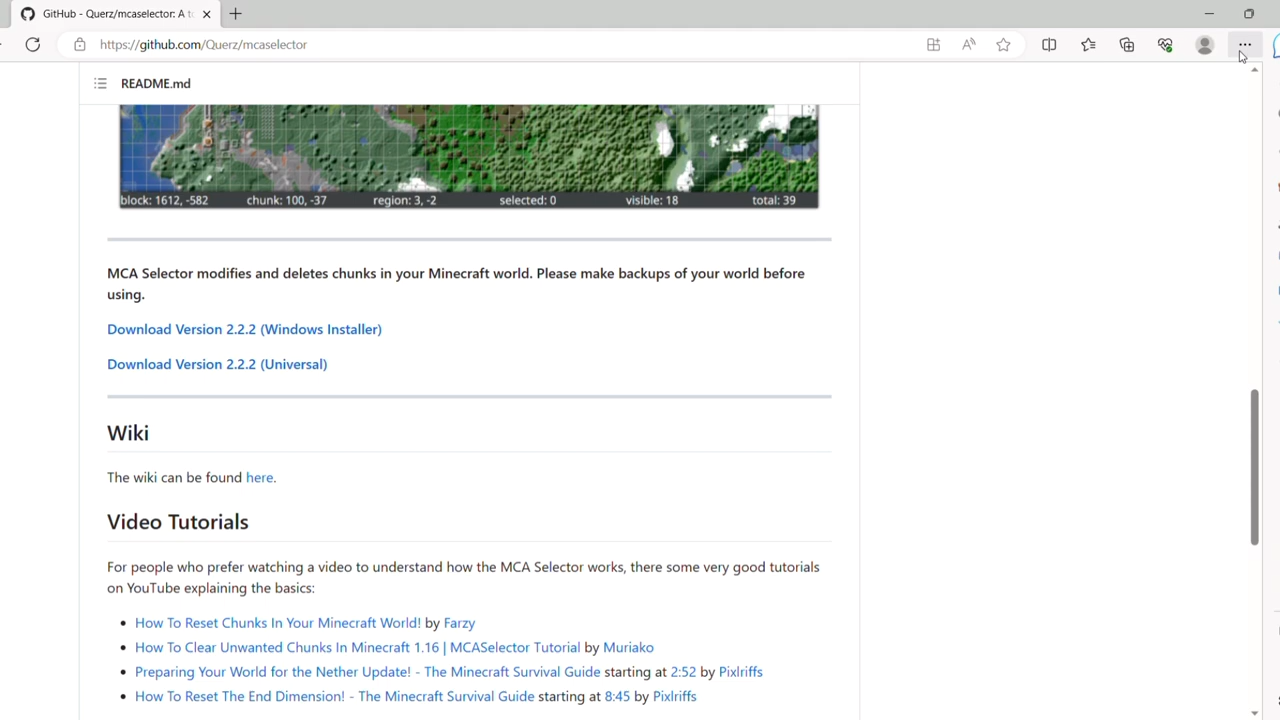 GitHub - Querz/mcaselector: A t
https://github.com/Querz/mcaselector
README.md
block: 1612, -582 chunk: 100, -37 region: 3, -2 selected: 0 visible: 18 total: 39
MCA Selector modifies and deletes chunks in your Minecraft world. Please make backups of your world before
using.
Download Version 2.2.2 (Windows Installer)
Download Version 2.2.2 (Universal)
Wiki
The wiki can be found here.
Video Tutorials
For people who prefer watching a video to understand how the MCA Selector works, there some very good tutorials
on YouTube explaining the basics:
• How To Reset Chunks In Your Minecraft World! by Farzy
• How To Clear Unwanted Chunks In Minecraft 1.16 | MCASelector Tutorial by Muriako
• Preparing Your World for the Nether Update! - The Minecraft Survival Guide starting at 2:52 by Pixlriffs
• How To Reset The End Dimension! - The Minecraft Survival Guide starting at 8:45 by Pixlriffs